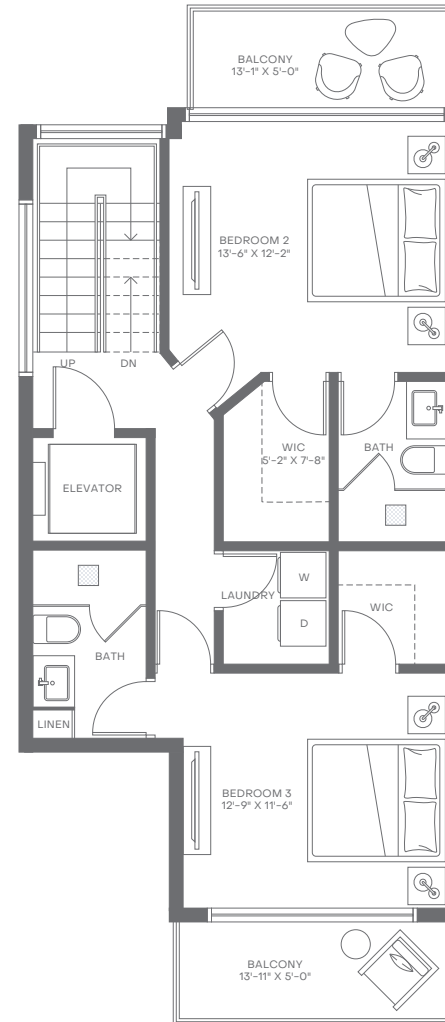 BALCONY
13'-1" X 5'-0"
BEDROOM 2
13'-6" X 12'-2"
UP
DN
WIC
5'-2" X 7'-8"
BATH
ELEVATOR
LAUNDRY
W
D
WIC
BATH
LINEN
BEDROOM 3
12'-9" X 11'-6"
BALCONY
13'-11" X 5'-0"